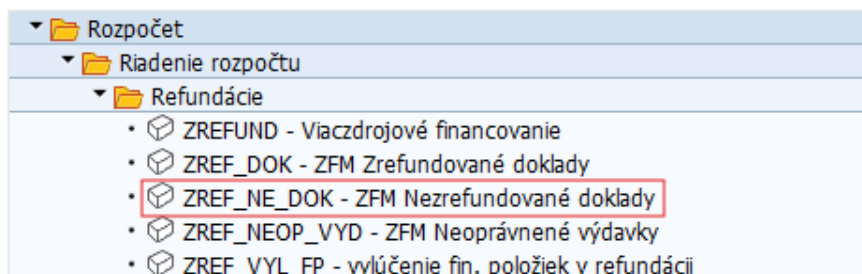 Rozpočet
Riadenie rozpočtu
Refundácie
ZREFUND - Viaczdrojové financovanie
ZREF_DOK - ZFM Zrefundované doklady
ZREF_NE_DOK - ZFM Nezrefundované doklady
ZREF_NEOP_VYD - ZFM Neoprávnené výdavky
ZREF_VYL_FP - vylúčenie fin. položiek v refundácii